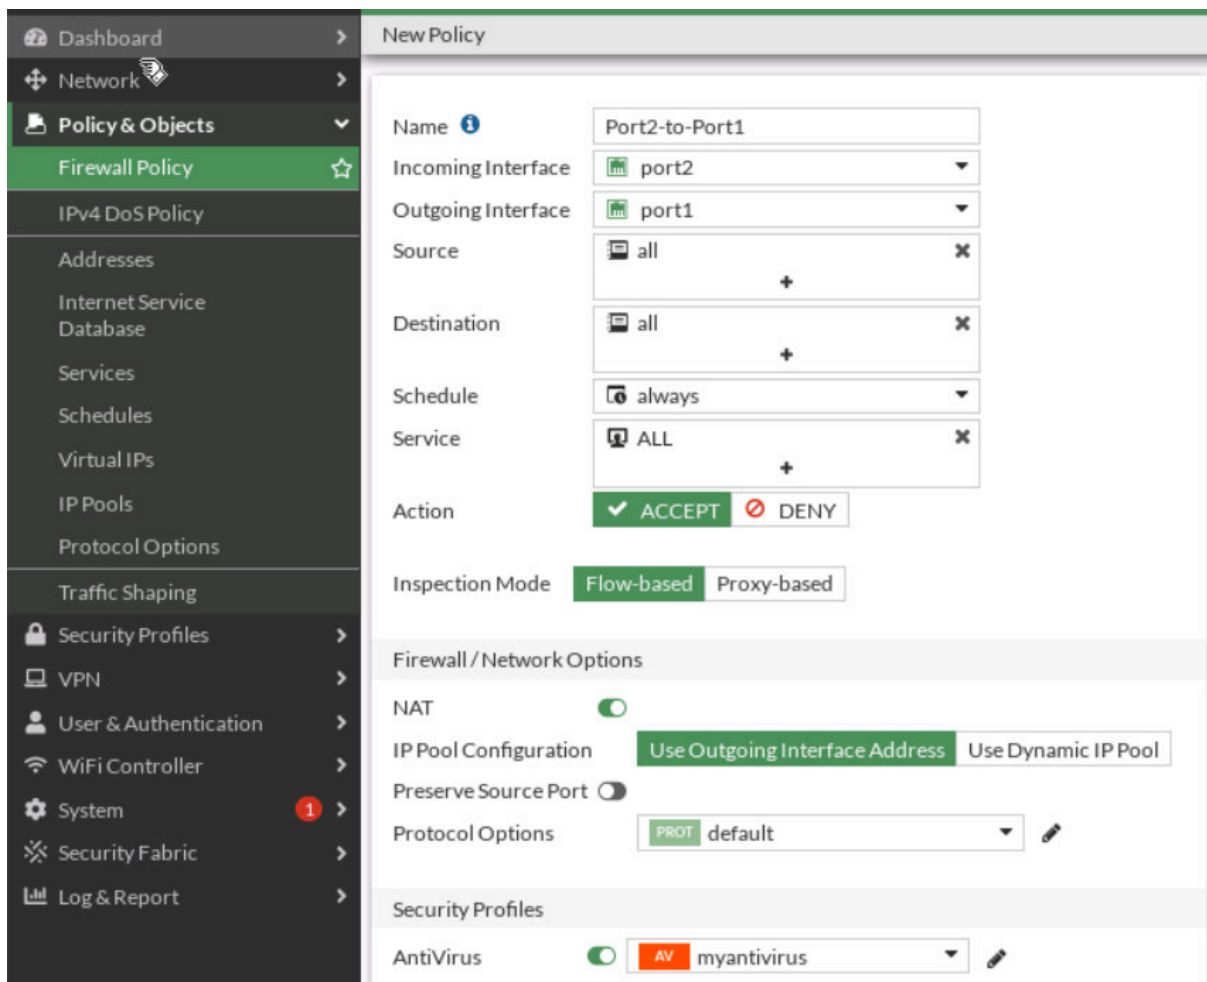 Dashboard
Network
Policy & Objects
Firewall Policy
IPv4 DoS Policy
Addresses
Internet Service
Database
Services
Schedules
Virtual IPs
IP Pools
Protocol Options
Traffic Shaping
Security Profiles
VPN
User & Authentication
WiFi Controller
System 1
Security Fabric
Log & Report
New Policy
Name Port2-to-Port1
Incoming Interface port2
Outgoing Interface port1
Source all
+
Destination all
+
Schedule always
Service ALL
+
Action ACCEPT DENY
Inspection Mode Flow-based Proxy-based
Firewall / Network Options
NAT
IP Pool Configuration Use Outgoing Interface Address Use Dynamic IP Pool
Preserve Source Port
Protocol Options PROT default
Security Profiles
AntiVirus AV myantivirus